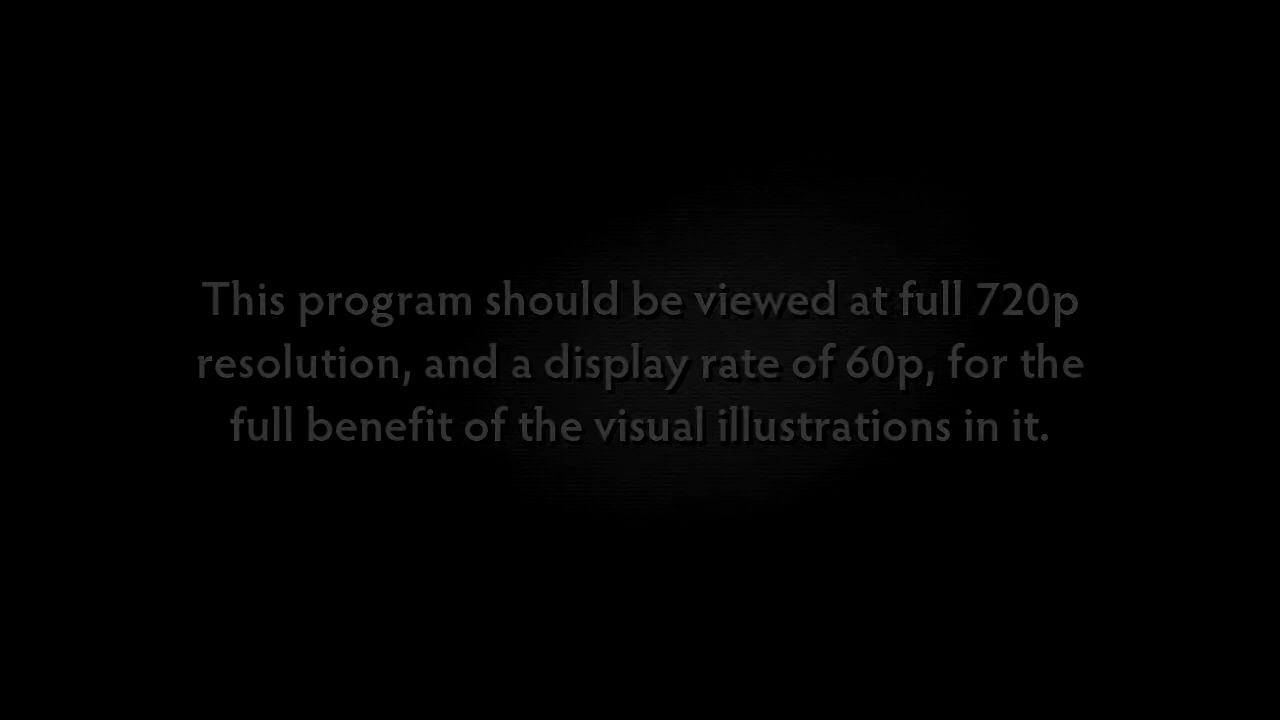 This program should be viewed at full 720p
resolution, and a display rate of 60p, for the
full benefit of the visual illustrations in it.